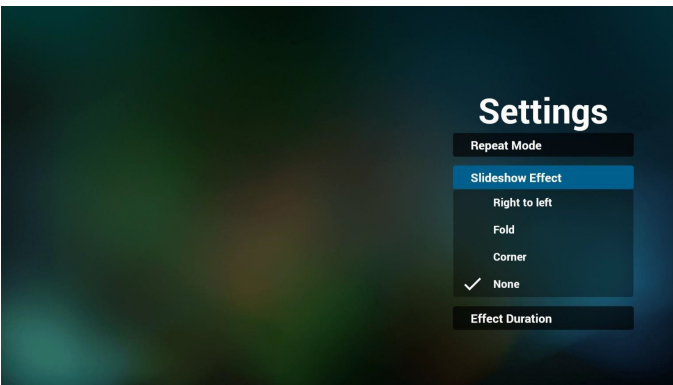 Settings
Repeat Mode
Slideshow Effect
Right to left
Fold
Corner
None
Effect Duration